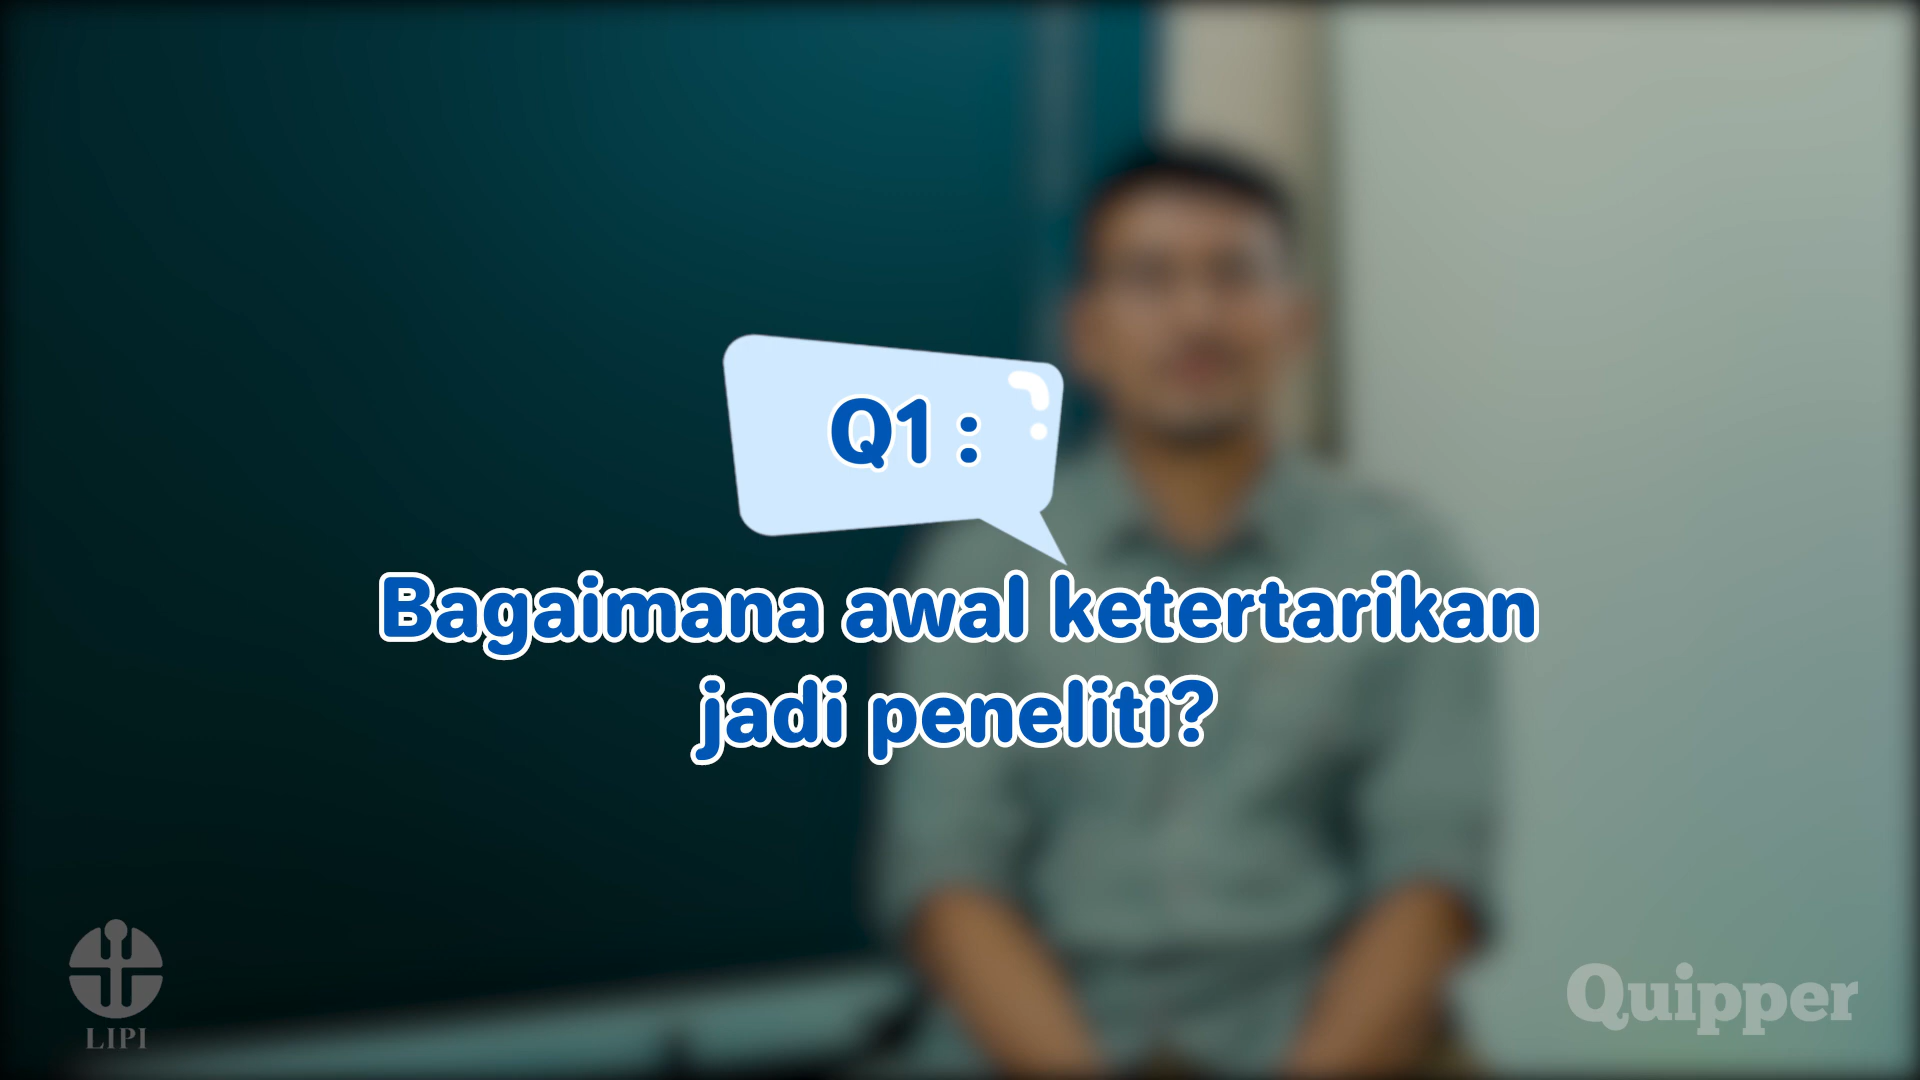 Q1 :
Bagaimana awal ketertarikan
jadi peneliti?
LIPI
Quipper